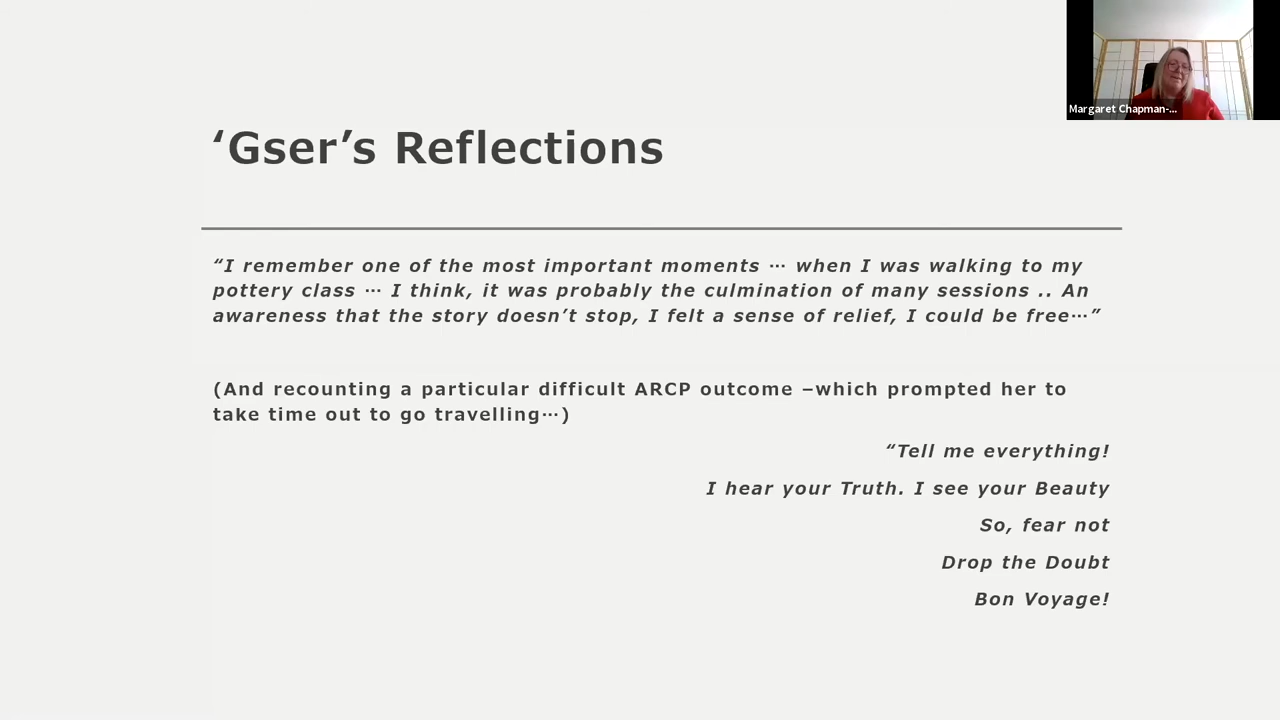 Margaret Chapman-...
‘Gser’s Reflections
“I remember one of the most important moments … when I was walking to my
pottery class … I think, it was probably the culmination of many sessions .. An
awareness that the story doesn’t stop, I felt a sense of relief, I could be free…”
(And recounting a particular difficult ARCP outcome –which prompted her to
take time out to go travelling…)
“Tell me everything!
I hear your Truth. I see your Beauty
So, fear not
Drop the Doubt
Bon Voyage!